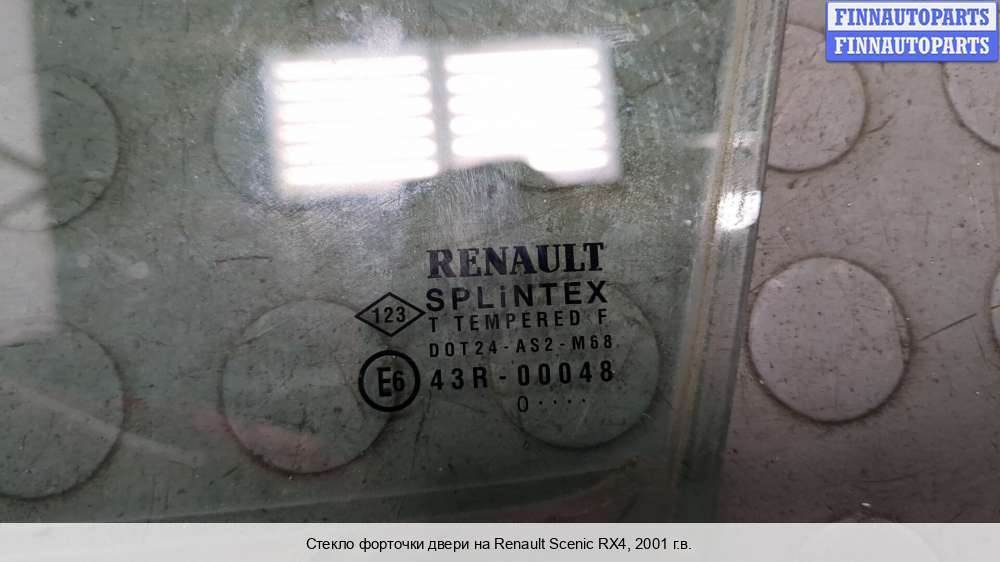 FINNAUTOPARTS
FINNAUTOPARTS
RENAULT
SPLiNTEX
123
T TEMPERED F
DOT24-AS2-M68
E6 43R-00048
0····
Стекло форточки двери на Renault Scenic RX4, 2001 г.в.